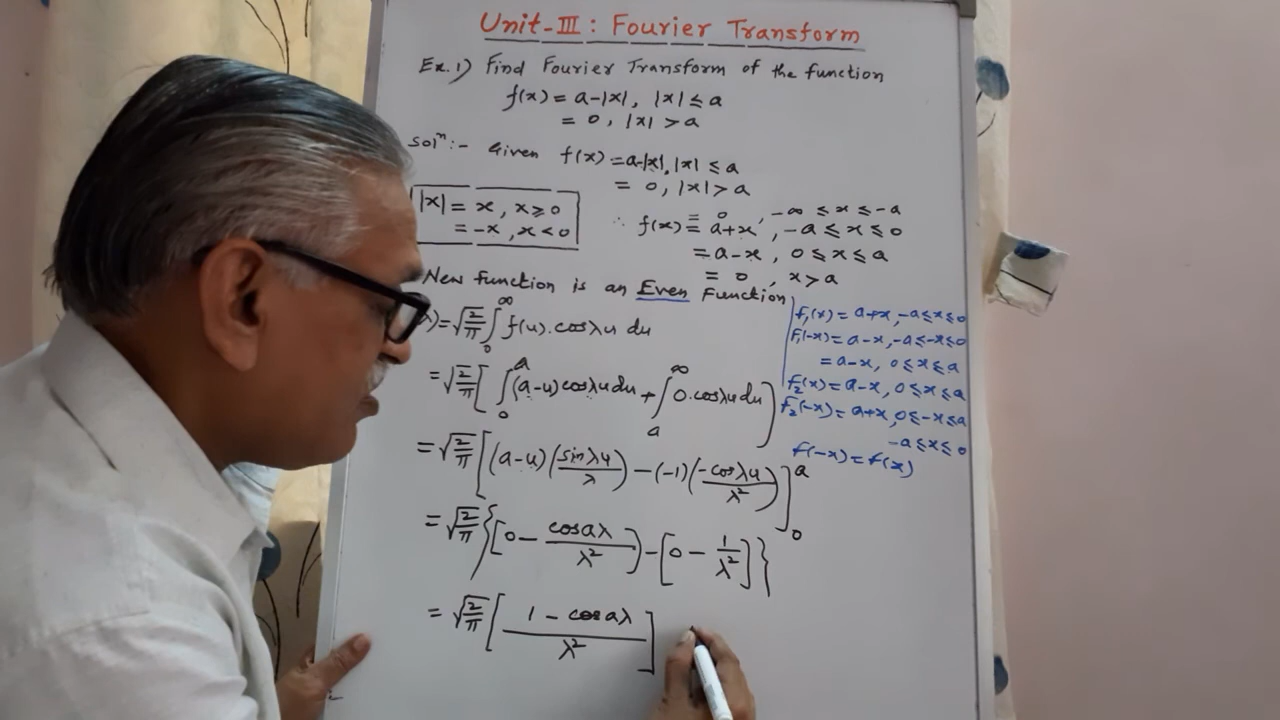 Unit-III : Fourier Transform
Ex.1) Find Fourier Transform of the function
f(x) = a-|x|, |x| ≤ a
= 0, |x| > a
Solⁿ:- Given f(x) = a-|x|, |x| ≤ a
= 0, |x| > a
|x| = x, x ≥ 0
= -x, x < 0
∴ f(x) = 0, -∞ ≤ x ≤ -a
= a+x, -a ≤ x ≤ 0
= a-x, 0 ≤ x ≤ a
= 0, x > a
New function is an Even Function
f₁(x) = a+x, -a ≤ x ≤ 0
f₁(-x) = a-x, -a ≤ -x ≤ 0
= a-x, 0 ≤ x ≤ a
f₂(x) = a-x, 0 ≤ x ≤ a
f₂(-x) = a+x, 0 ≤ -x ≤ a
-a ≤ x ≤ 0
f(-x) = f(x)
λ) = √(2/π) ∫₀^∞ f(u).cosλu du
= √(2/π) [ ∫₀^a (a-u) cosλu du + ∫ₐ^∞ 0.cosλu du ]
= √(2/π) [ (a-u) (sinλu/λ) - (-1) (-cosλu/λ²) ]₀^a
= √(2/π) { [0 - cosaλ/λ²) - [0 - 1/λ²] }
= √(2/π) [ (1 - cosaλ)/λ² ]